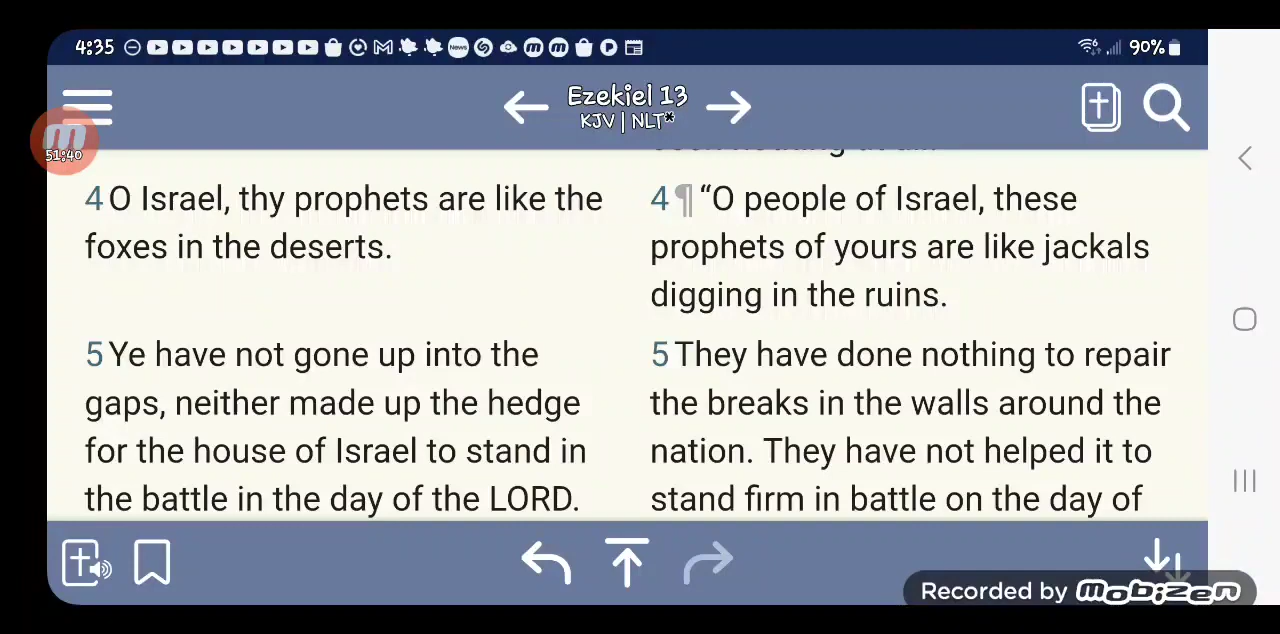 4:35 News 90%
Ezekiel 13
KJV | NLT*
51:40
4 O Israel, thy prophets are like the
foxes in the deserts.
5 Ye have not gone up into the
gaps, neither made up the hedge
for the house of Israel to stand in
the battle in the day of the LORD.
4 ¶ “O people of Israel, these
prophets of yours are like jackals
digging in the ruins.
5 They have done nothing to repair
the breaks in the walls around the
nation. They have not helped it to
stand firm in battle on the day of
Recorded by Mobizen